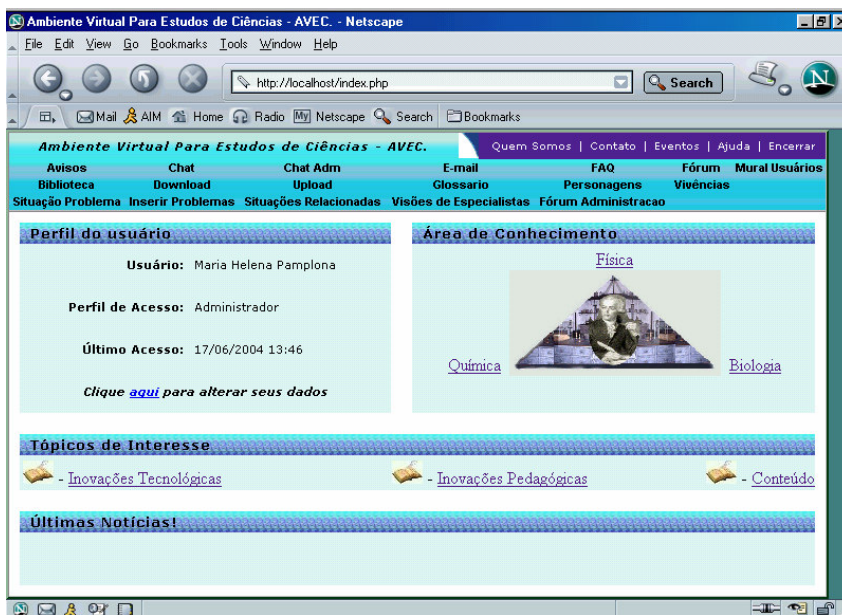 Ambiente Virtual Para Estudos de Ciências - AVEC. - Netscape
File Edit View Go Bookmarks Tools Window Help
http://localhost/index.php Search N
Mail AIM Home Radio My Netscape Search Bookmarks
Ambiente Virtual Para Estudos de Ciências - AVEC. Quem Somos | Contato | Eventos | Ajuda | Encerrar
Avisos Chat Chat Adm E-mail FAQ Fórum Mural Usuários
Biblioteca Download Upload Glossario Personagens Vivências
Situação Problema Inserir Problemas Situações Relacionadas Visões de Especialistas Fórum Administracao
Perfil do usuário
Usuário: Maria Helena Pamplona
Perfil de Acesso: Administrador
Último Acesso: 17/06/2004 13:46
Clique aqui para alterar seus dados
Área de Conhecimento
Física
Química Biologia
Tópicos de Interesse
- Inovações Tecnológicas - Inovações Pedagógicas - Conteúdo
Últimas Notícias!